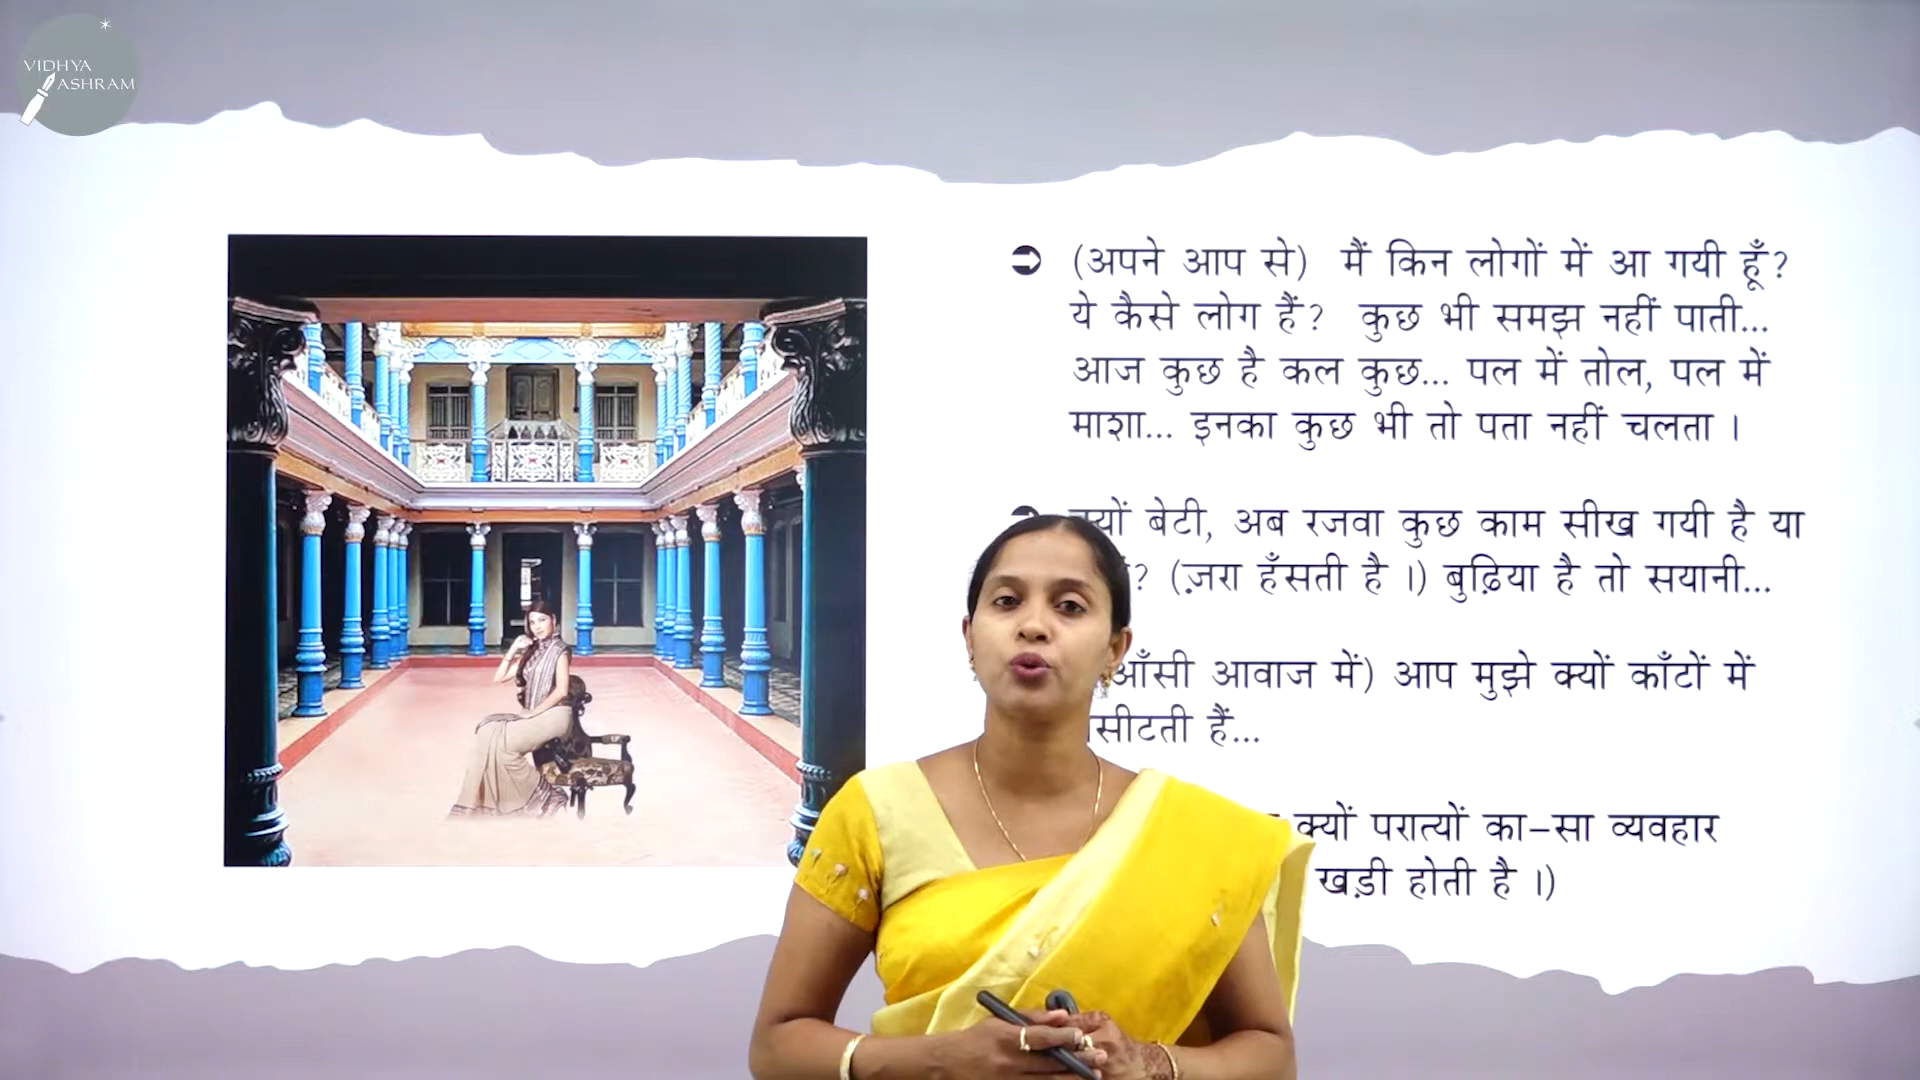 VIDHYA
ASHRAM
(अपने आप से) मैं किन लोगों में आ गयी हूँ?
ये कैसे लोग हैं? कुछ भी समझ नहीं पाती...
आज कुछ है कल कुछ... पल में तोल, पल में
माशा... इनका कुछ भी तो पता नहीं चलता ।
बेटी, अब रजवा कुछ काम सीख गयी है या
(ज़रा हँसती है ।) बुढ़िया है तो सयानी...
आवाज में) आप मुझे क्यों काँटों में
हैं...
क्यों परात्यों का-सा व्यवहार
खड़ी होती है ।)